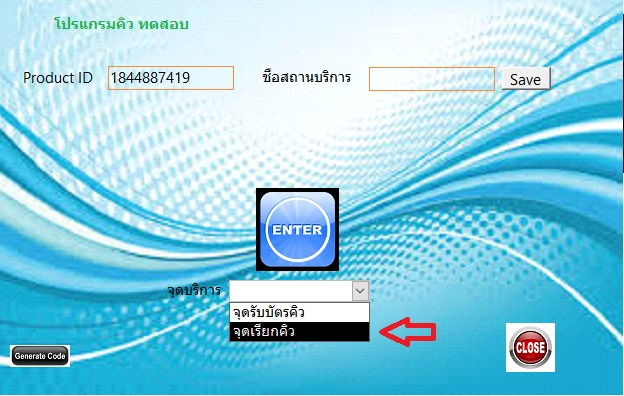 โปรแกรมคิว ทดสอบ
Product ID 1844887419 ชื่อสถานบริการ Save
ENTER
จุดบริการ
จุดรับบัตรคิว
จุดเรียกคิว
Generate Code
CLOSE